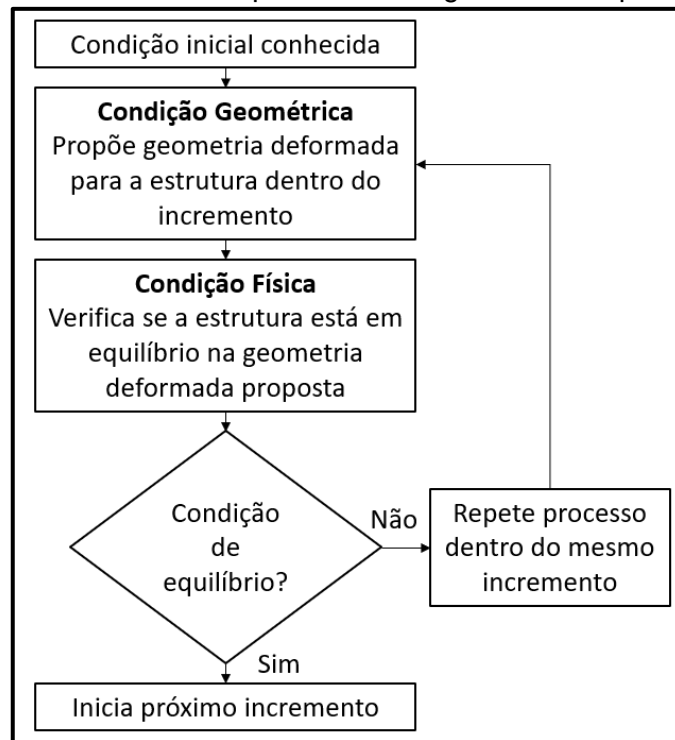 Condição inicial conhecida
Condição Geométrica
Propõe geometria deformada
para a estrutura dentro do
incremento
Condição Física
Verifica se a estrutura está em
equilíbrio na geometria
deformada proposta
Condição
de
equilíbrio?
Não
Repete processo
dentro do mesmo
incremento
Sim
Inicia próximo incremento